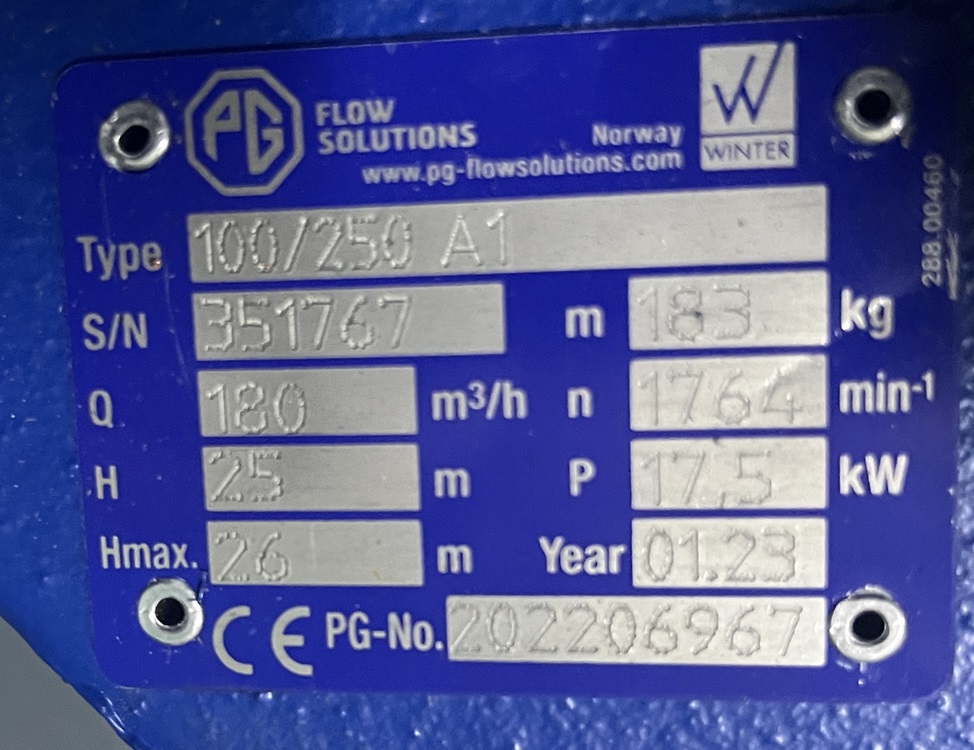 PG FLOW
SOLUTIONS
Norway
www.pg-flowsolutions.com
W
WINTER
288.00460
Type 100/250 A1
S/N 351767 m 183 kg
Q 180 m³/h n 1764 min-1
H 25 m P 17,5 kW
Hmax. 26 m Year 01.23
CE PG-No. 202206967